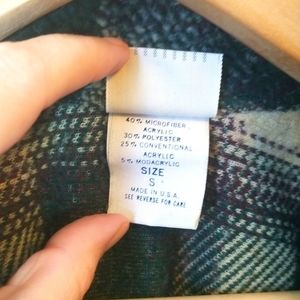 40% MICROFIBER
ACRYLIC
30% POLYESTER
25% CONVENTIONAL
ACRYLIC
5% MODACRYLIC
SIZE
S
MADE IN U.S.A.
SEE REVERSE FOR CARE